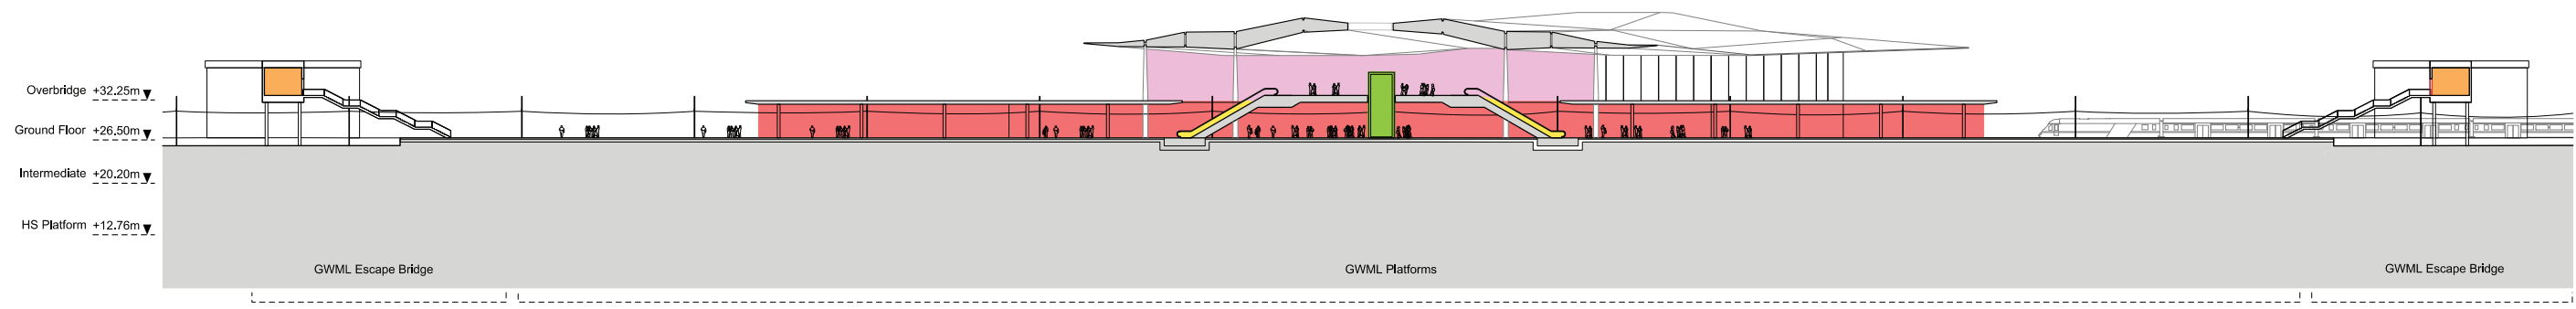 Overbridge +32.25m
Ground Floor +26.50m
Intermediate +20.20m
HS Platform +12.76m
GWML Escape Bridge
GWML Platforms
GWML Escape Bridge